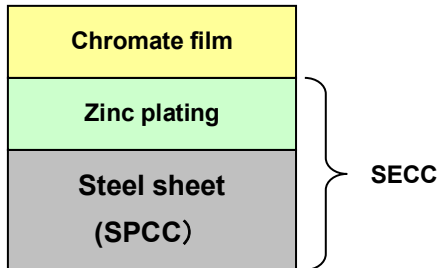 Chromate film
Zinc plating
SECC
Steel sheet
(SPCC）